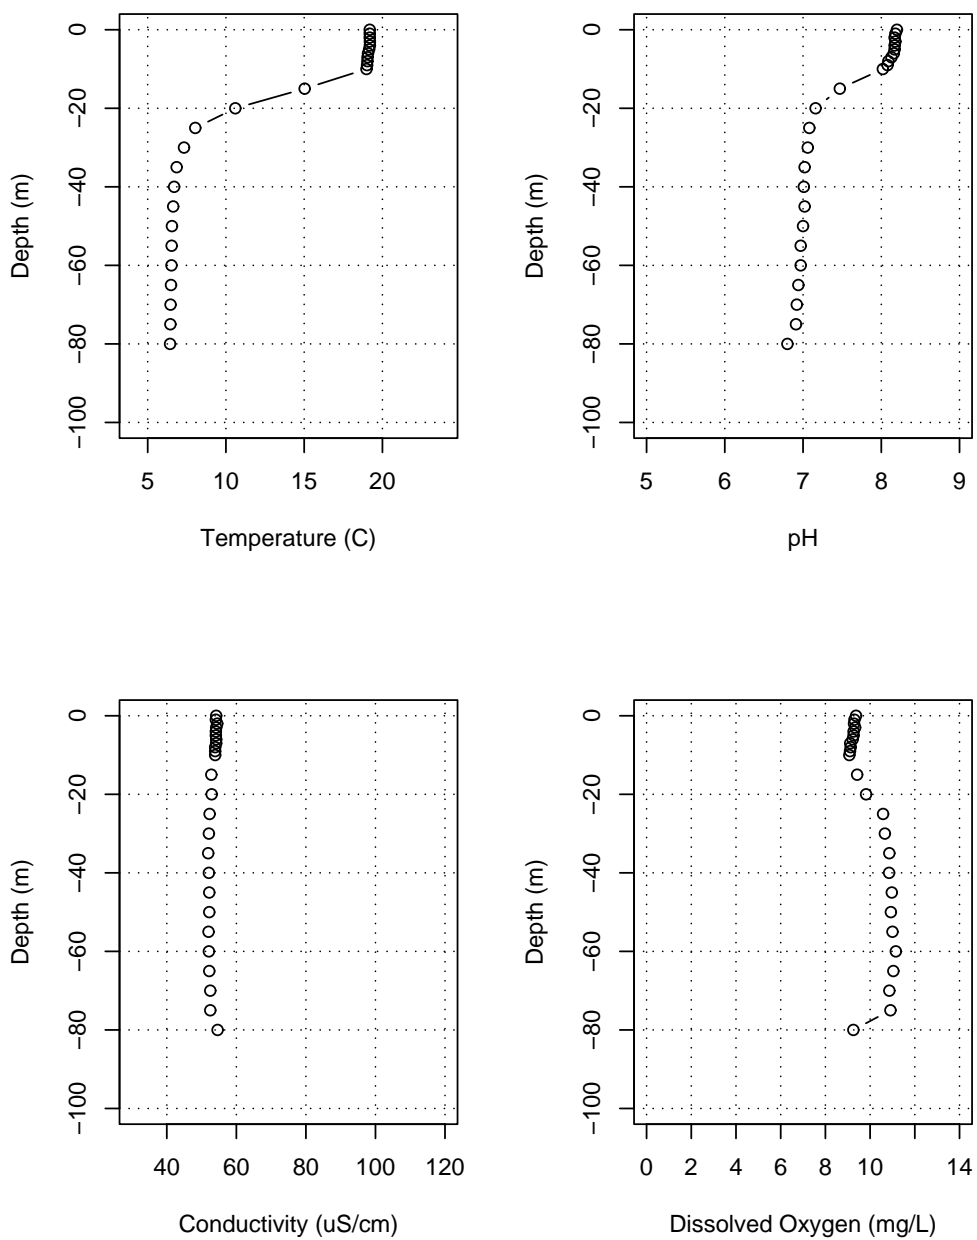 0
−20
−40
−60
−80
−100
Depth (m)
5 10 15 20
Temperature (C)
0
−20
−40
−60
−80
−100
Depth (m)
5 6 7 8 9
pH
0
−20
−40
−60
−80
−100
Depth (m)
40 60 80 100 120
Conductivity (uS/cm)
0
−20
−40
−60
−80
−100
Depth (m)
0 2 4 6 8 10 14
Dissolved Oxygen (mg/L)